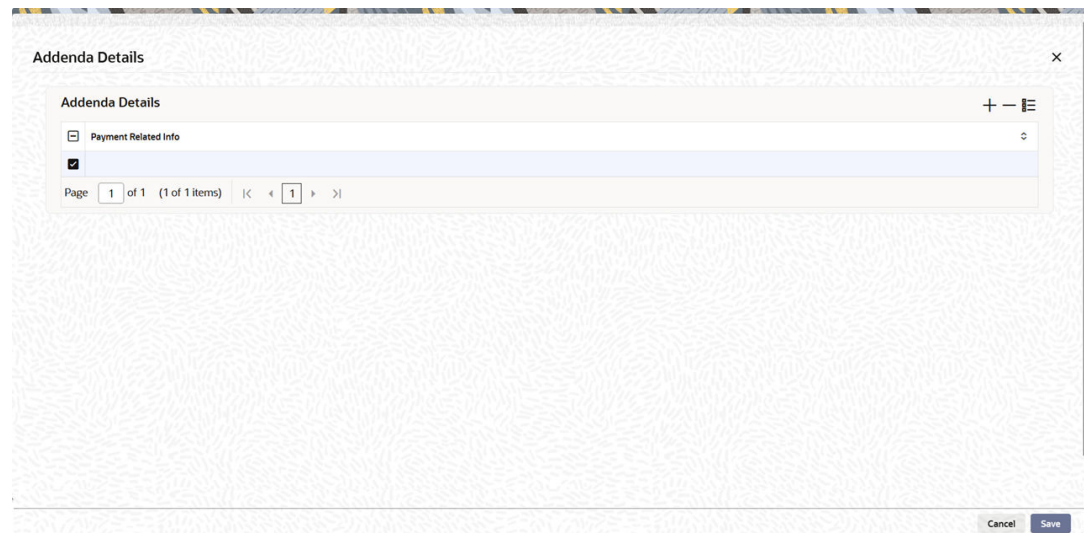 Addenda Details
Addenda Details
Payment Related Info
Page 1 of 1 (1 of 1 items) 1
Cancel Save